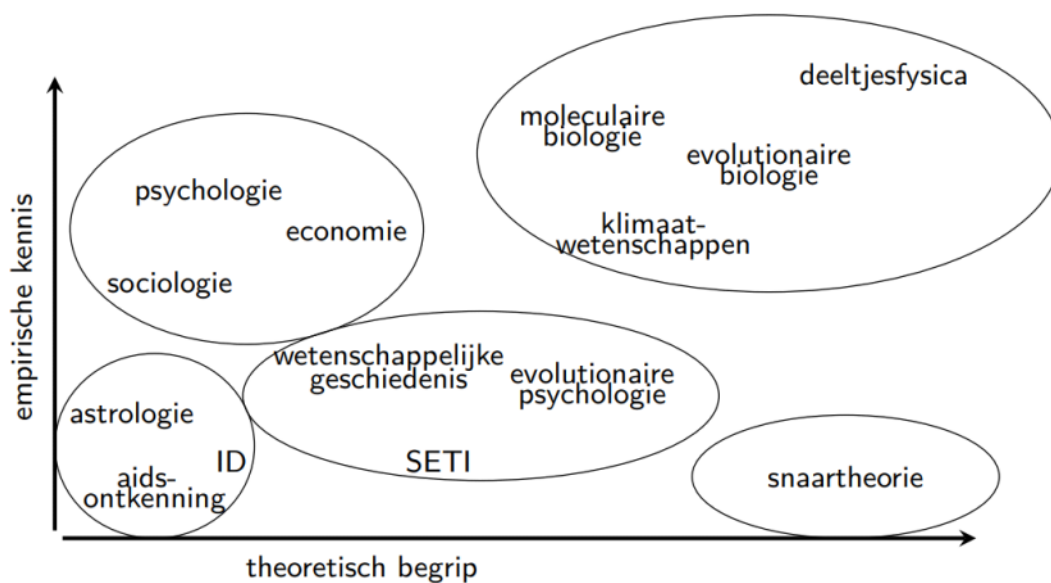 deeltjesfysica
moleculaire
biologie
evolutionaire
biologie
klimaat-
wetenschappen
psychologie
economie
sociologie
wetenschappelijke
geschiedenis
evolutionaire
psychologie
SETI
astrologie
ID
aids-
ontkenning
snaartheorie
empirische kennis
theoretisch begrip